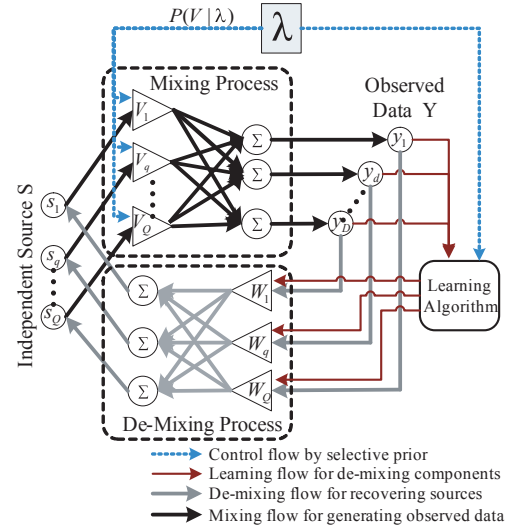 P(V | λ)
λ
Mixing Process
Observed
Data Y
V1
Vq
VQ
Σ
Σ
Σ
y1
yd
yD
Independent Source S
s1
sq
sQ
Σ
Σ
Σ
W1
Wq
WQ
Learning
Algorithm
De-Mixing Process
Control flow by selective prior
Learning flow for de-mixing components
De-mixing flow for recovering sources
Mixing flow for generating observed data